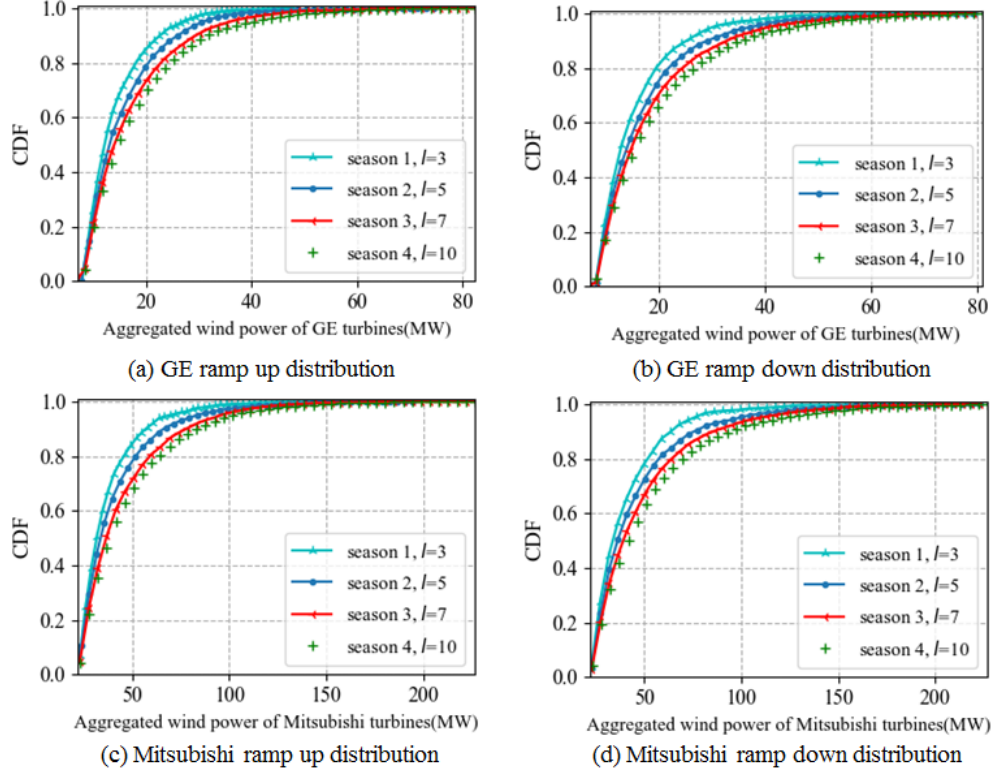 1.0
0.8
0.6
0.4
0.2
0.0
CDF
season 1, l=3
season 2, l=5
season 3, l=7
season 4, l=10
20 40 60 80
Aggregated wind power of GE turbines(MW)
(a) GE ramp up distribution
1.0
0.8
0.6
0.4
0.2
0.0
CDF
season 1, l=3
season 2, l=5
season 3, l=7
season 4, l=10
20 40 60 80
Aggregated wind power of GE turbines(MW)
(b) GE ramp down distribution
1.0
0.8
0.6
0.4
0.2
0.0
CDF
season 1, l=3
season 2, l=5
season 3, l=7
season 4, l=10
50 100 150 200
Aggregated wind power of Mitsubishi turbines(MW)
(c) Mitsubishi ramp up distribution
1.0
0.8
0.6
0.4
0.2
0.0
CDF
season 1, l=3
season 2, l=5
season 3, l=7
season 4, l=10
50 100 150 200
Aggregated wind power of Mitsubishi turbines(MW)
(d) Mitsubishi ramp down distribution